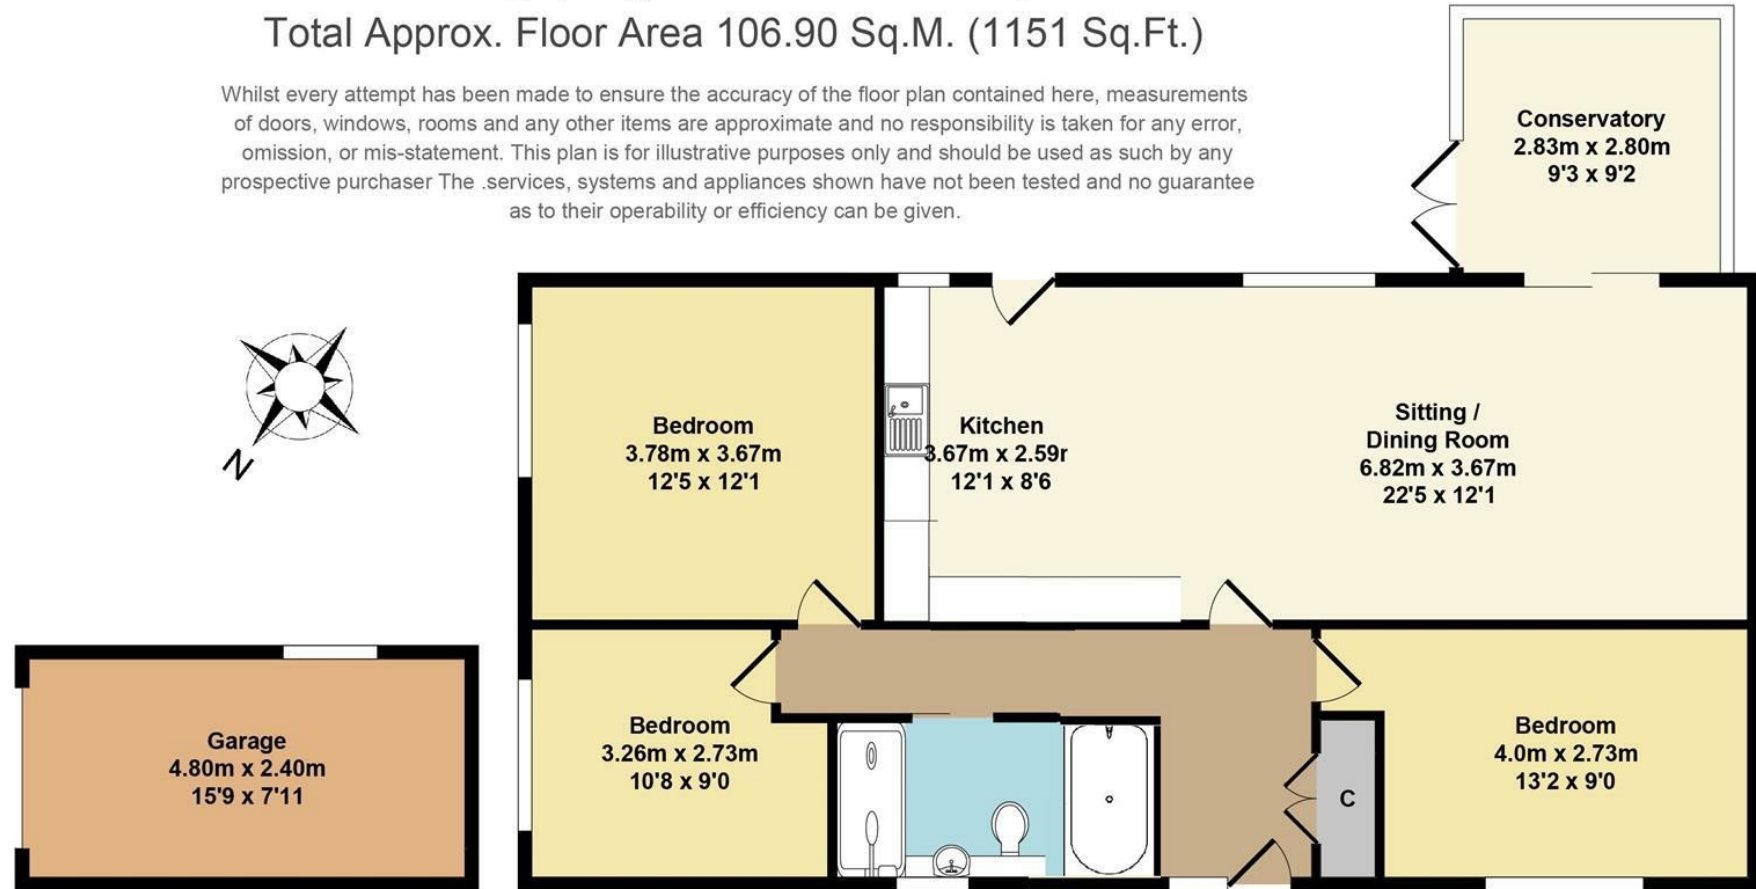 Total Approx. Floor Area 106.90 Sq.M. (1151 Sq.Ft.)
Whilst every attempt has been made to ensure the accuracy of the floor plan contained here, measurements
of doors, windows, rooms and any other items are approximate and no responsibility is taken for any error,
omission, or mis-statement. This plan is for illustrative purposes only and should be used as such by any
prospective purchaser The .services, systems and appliances shown have not been tested and no guarantee
as to their operability or efficiency can be given.
Conservatory
2.83m x 2.80m
9'3 x 9'2
N
Bedroom
3.78m x 3.67m
12'5 x 12'1
Kitchen
3.67m x 2.59r
12'1 x 8'6
Sitting /
Dining Room
6.82m x 3.67m
22'5 x 12'1
Garage
4.80m x 2.40m
15'9 x 7'11
Bedroom
3.26m x 2.73m
10'8 x 9'0
C
Bedroom
4.0m x 2.73m
13'2 x 9'0